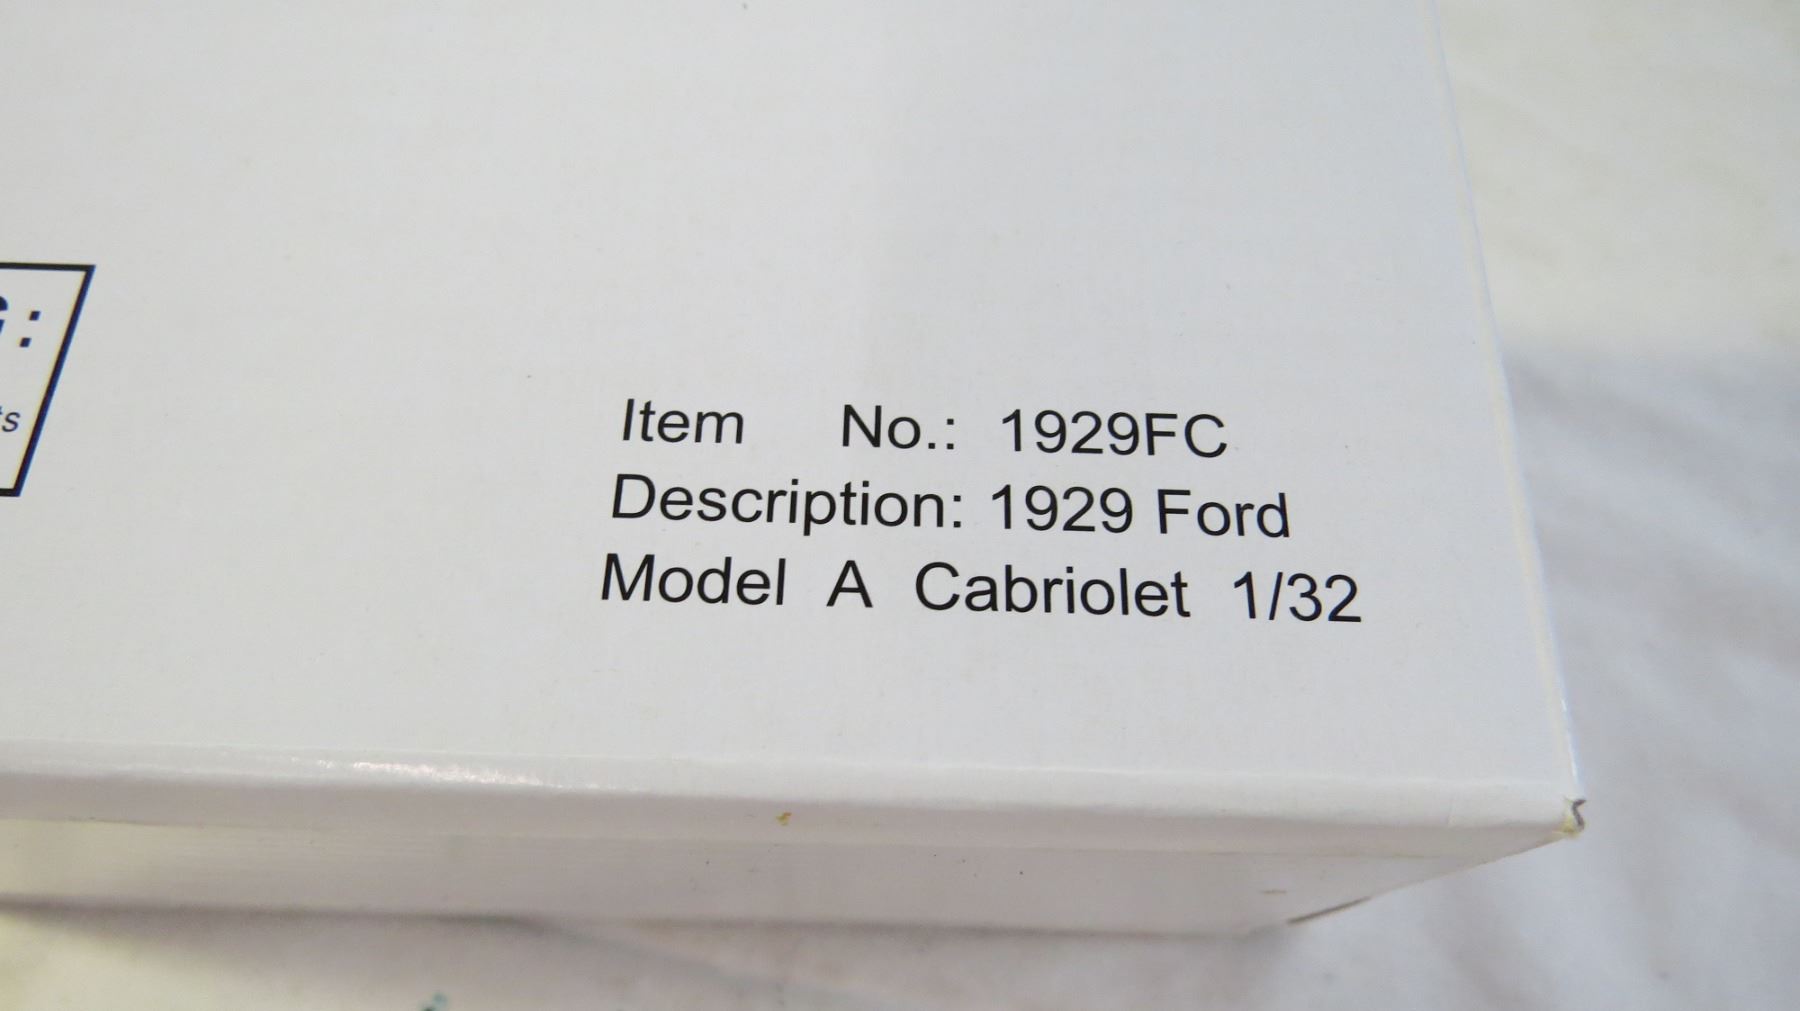 Item No.: 1929FC
Description: 1929 Ford
Model A Cabriolet 1/32